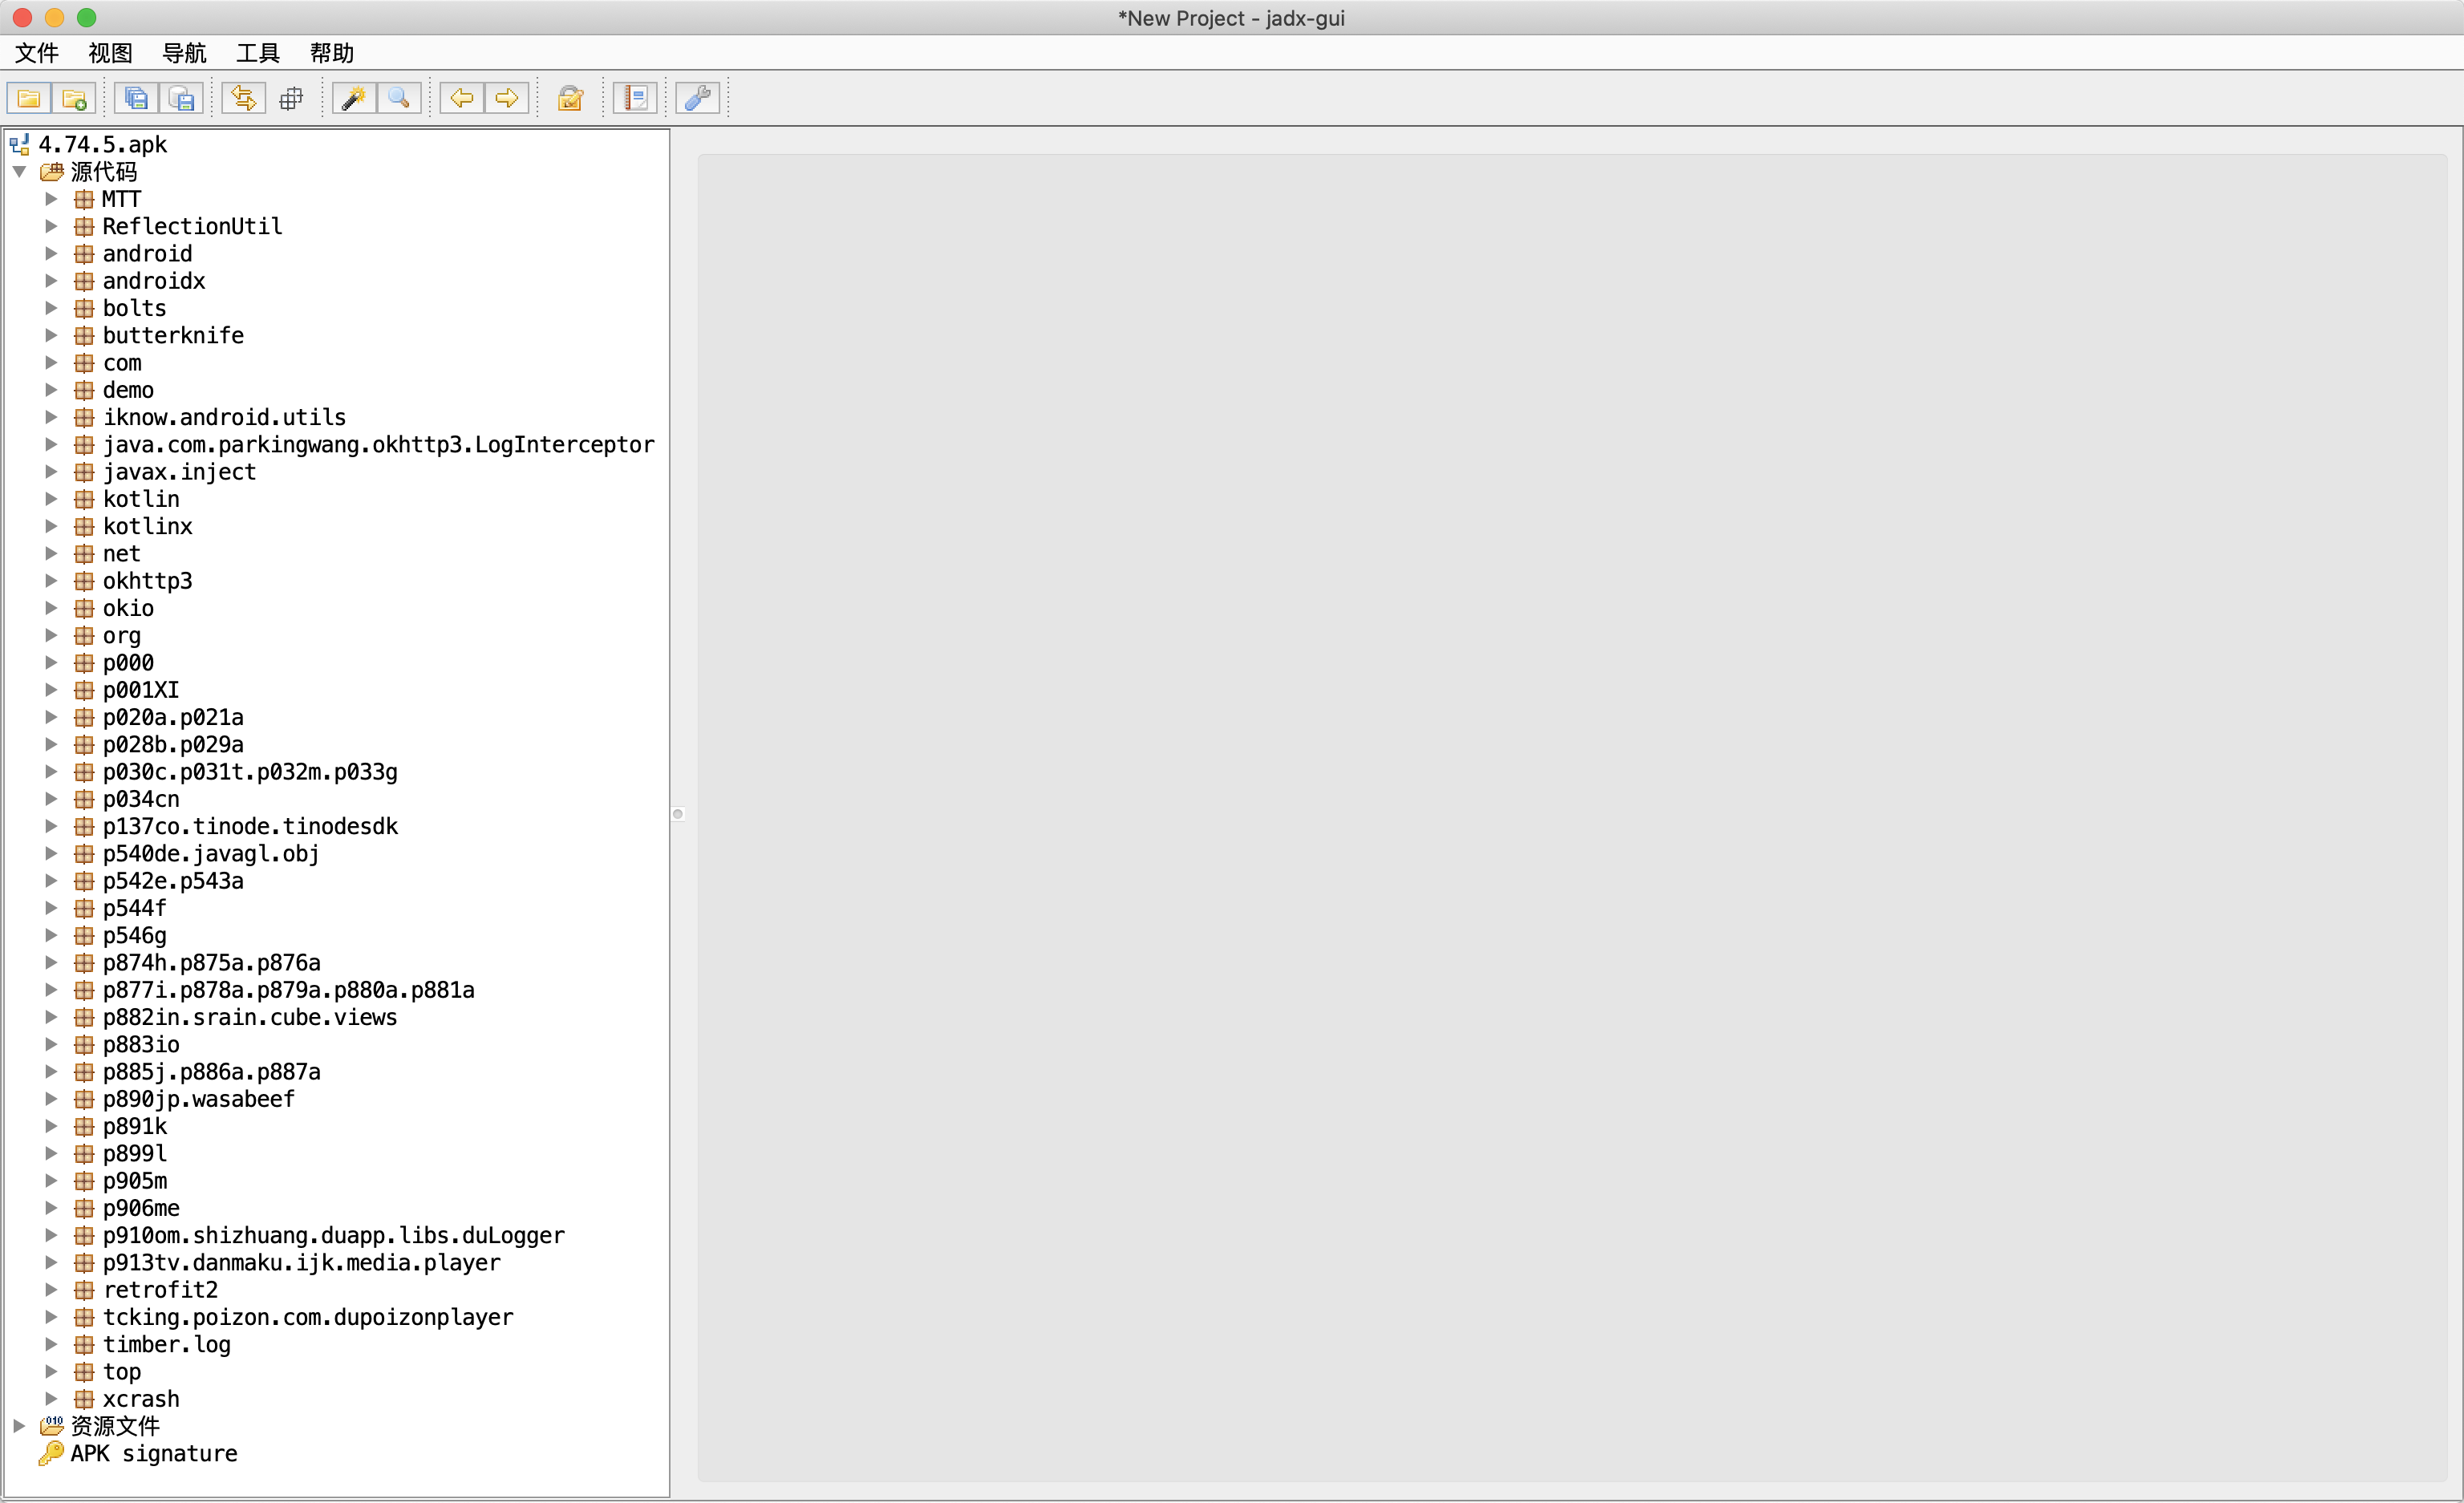 *New Project - jadx-gui
文件 视图 导航 工具 帮助
4.74.5.apk
源代码
MTT
ReflectionUtil
android
androidx
bolts
butterknife
com
demo
iknow.android.utils
java.com.parkingwang.okhttp3.LogInterceptor
javax.inject
kotlin
kotlinx
net
okhttp3
okio
org
p000
p001XI
p020a.p021a
p028b.p029a
p030c.p031t.p032m.p033g
p034cn
p137co.tinode.tinodesdk
p540de.javagl.obj
p542e.p543a
p544f
p546g
p874h.p875a.p876a
p877i.p878a.p879a.p880a.p881a
p882in.srain.cube.views
p883io
p885j.p886a.p887a
p890jp.wasabeef
p891k
p899l
p905m
p906me
p910om.shizhuang.duapp.libs.duLogger
p913tv.danmaku.ijk.media.player
retrofit2
tcking.poizon.com.dupoizonplayer
timber.log
top
xcrash
资源文件
APK signature